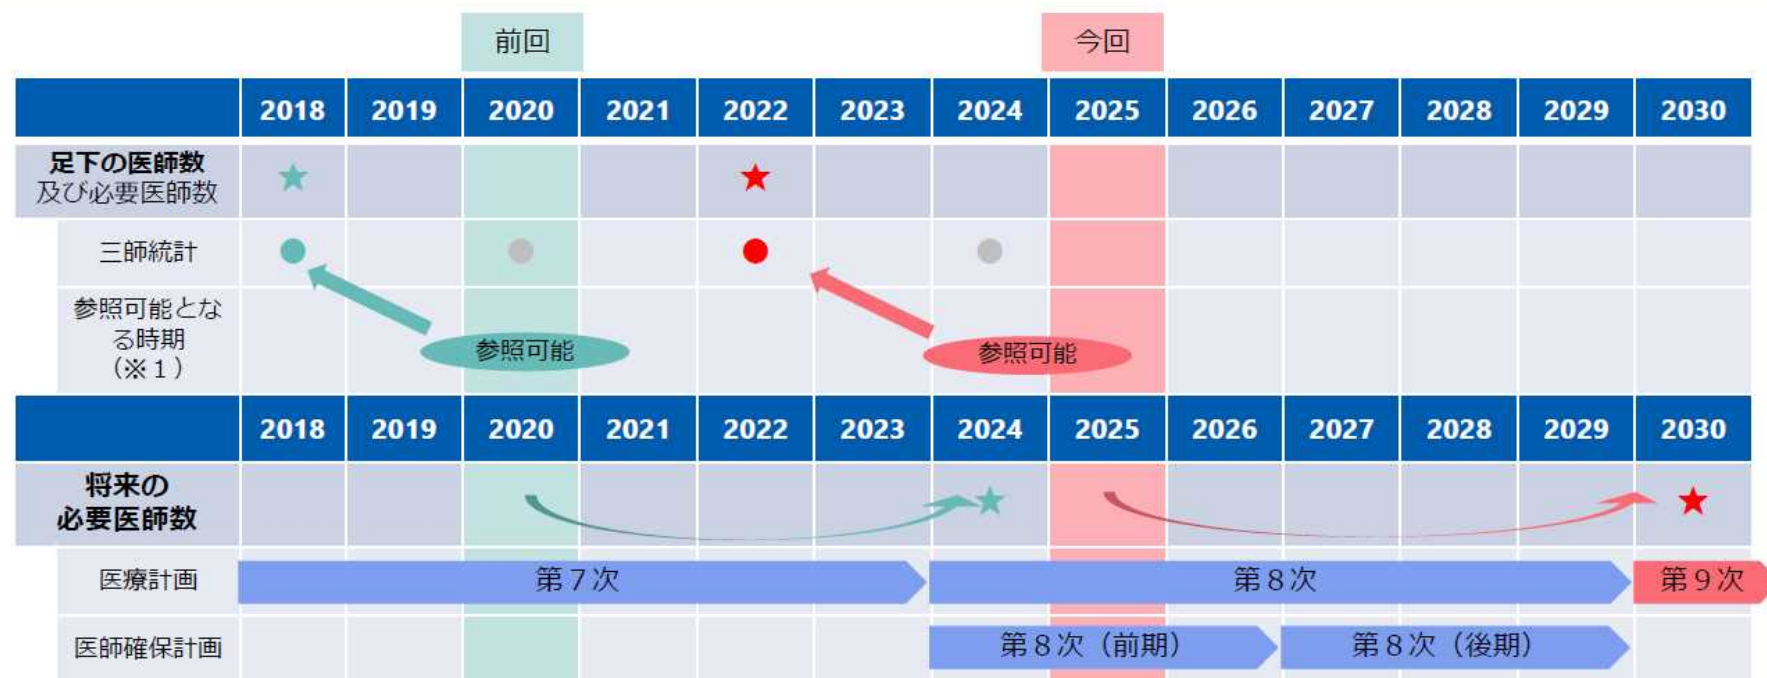 前回 今回
2018 2019 2020 2021 2022 2023 2024 2025 2026 2027 2028 2029 2030
足下の医師数
及び必要医師数
三師統計
参照可能とな
る時期
（※１）
参照可能 参照可能
2018 2019 2020 2021 2022 2023 2024 2025 2026 2027 2028 2029 2030
将来の
必要医師数
医療計画 第７次 第８次 第９次
医師確保計画 第８次（前期） 第８次（後期）